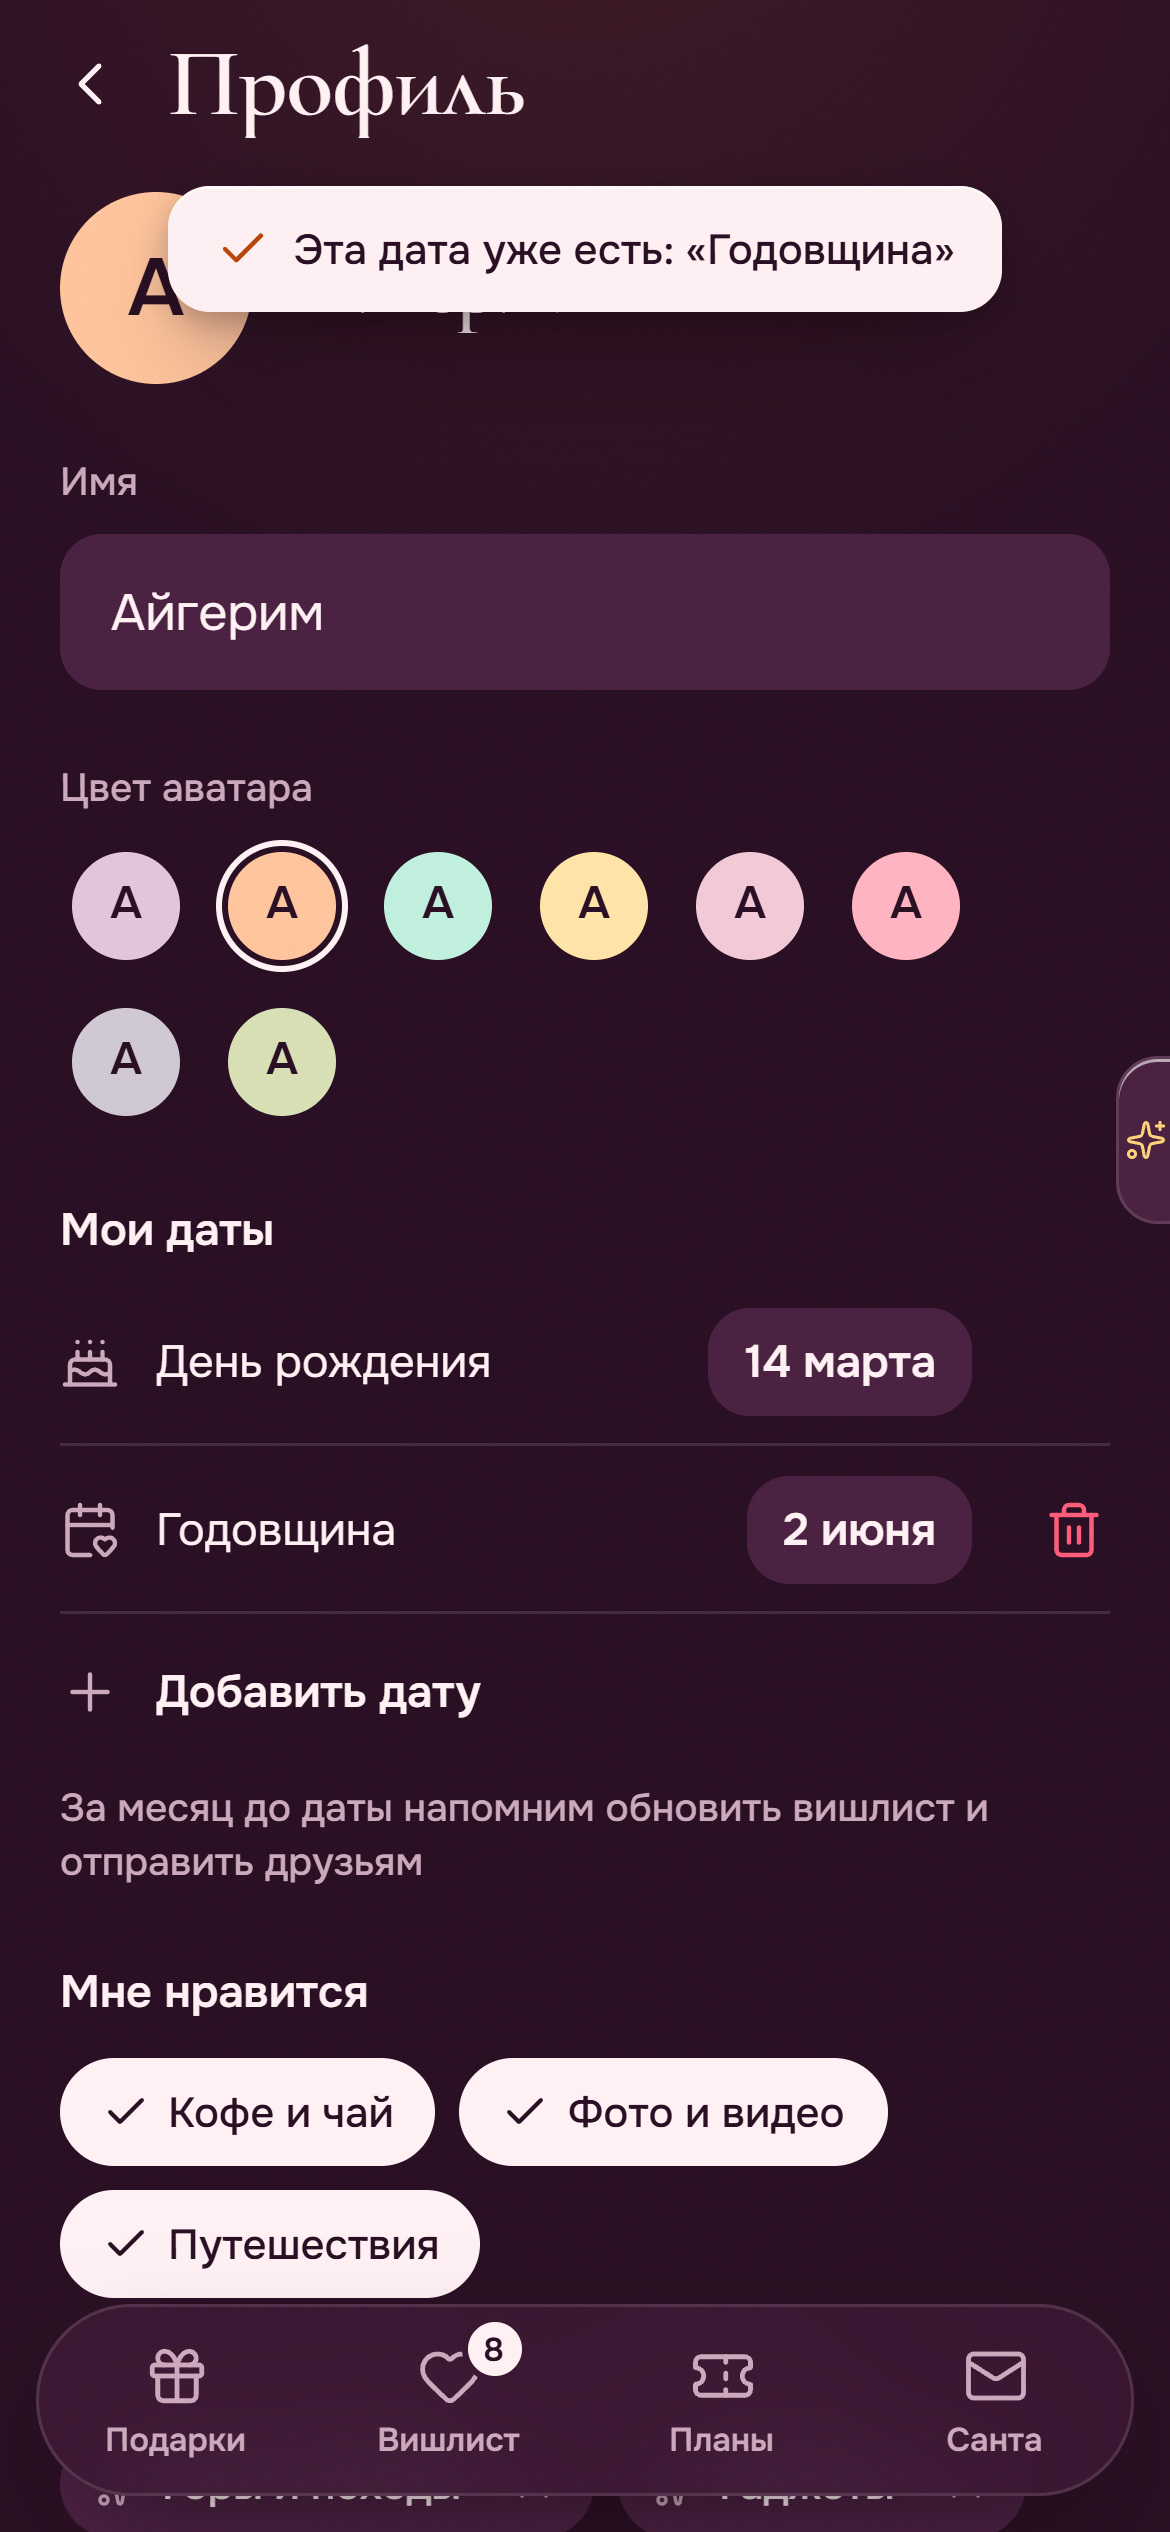 Профиль
А
Эта дата уже есть: «Годовщина»
Имя
Айгерим
Цвет аватара
А А А А А А
А А
Мои даты
День рождения 14 марта
Годовщина 2 июня
Добавить дату
За месяц до даты напомним обновить вишлист и
отправить друзьям
Мне нравится
Кофе и чай Фото и видео
Путешествия
8
Подарки Вишлист Планы Санта